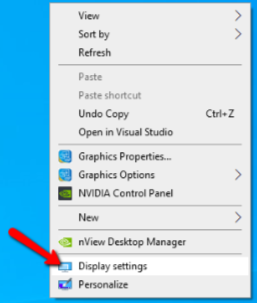 View
Sort by
Refresh
Paste
Paste shortcut
Undo Copy Ctrl+Z
Open in Visual Studio
Graphics Properties...
Graphics Options
NVIDIA Control Panel
New
nView Desktop Manager
Display settings
Personalize